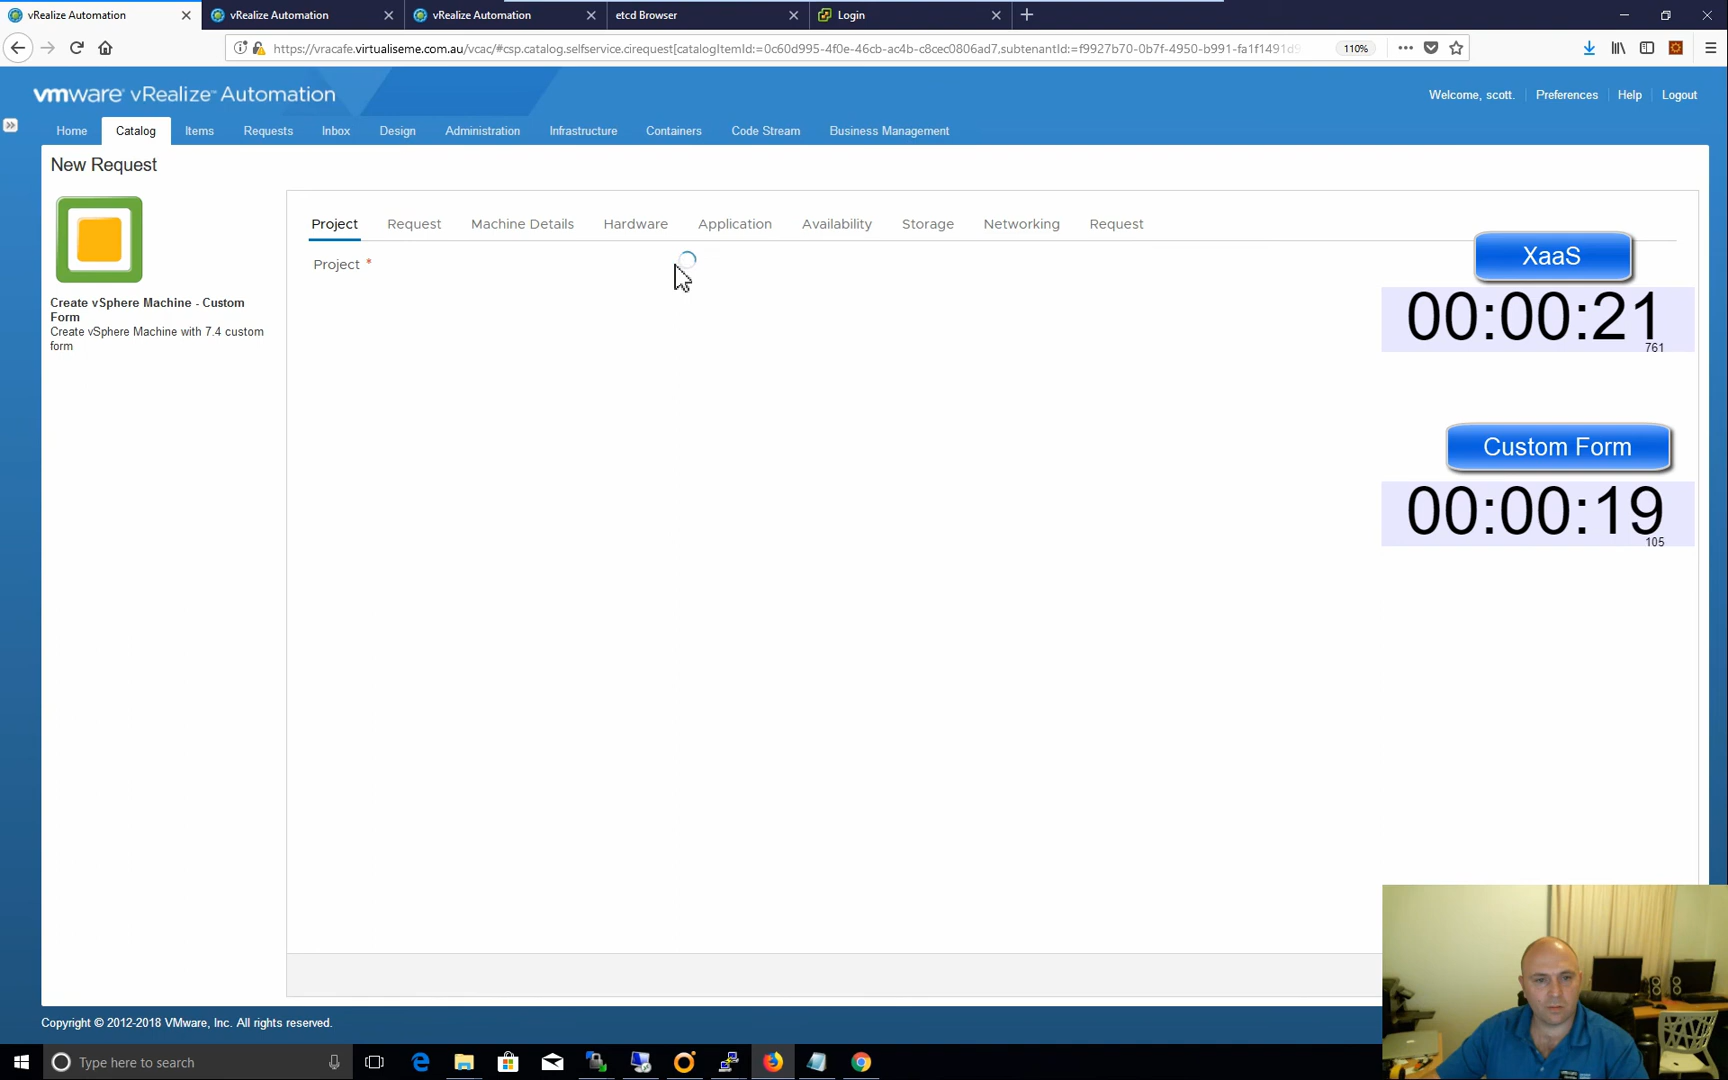 vRealize Automation
vRealize Automation
vRealize Automation
etcd Browser
Login
https://vracafe.virtualiseme.com.au/vcac/#csp.catalog.selfservice.cirequest[catalogItemId:=0c60d995-4f0e-46cb-ac4b-c8cec0806ad7,subtenantId:=f9927b70-0b7f-4950-b991-fa1f1491d9
110%
vmware vRealize™ Automation
Welcome, scott.
Preferences
Help
Logout
Home
Catalog
Items
Requests
Inbox
Design
Administration
Infrastructure
Containers
Code Stream
Business Management
New Request
Project
Request
Machine Details
Hardware
Application
Availability
Storage
Networking
Request
Project *
XaaS
00:00:21
761
Create vSphere Machine - Custom
Form
Create vSphere Machine with 7.4 custom
form
Custom Form
00:00:19
105
Copyright © 2012-2018 VMware, Inc. All rights reserved.
Type here to search